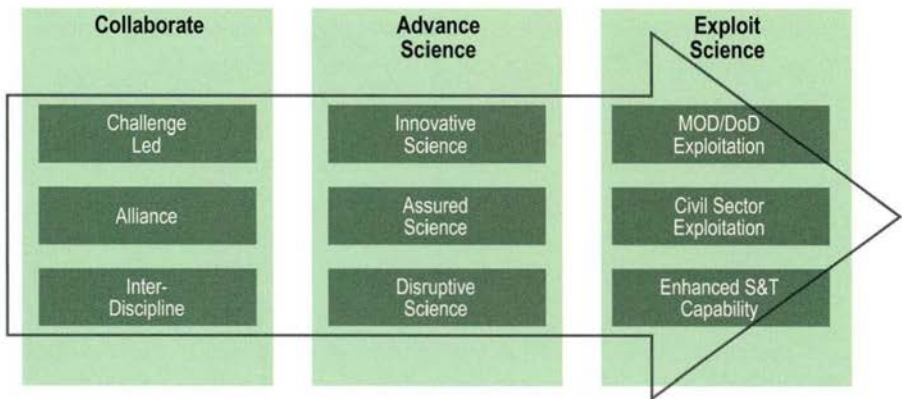 Collaborate
Challenge
Led
Alliance
Inter-
Discipline
Advance
Science
Innovative
Science
Assured
Science
Disruptive
Science
Exploit
Science
MOD/DoD
Exploitation
Civil Sector
Exploitation
Enhanced S&T
Capability